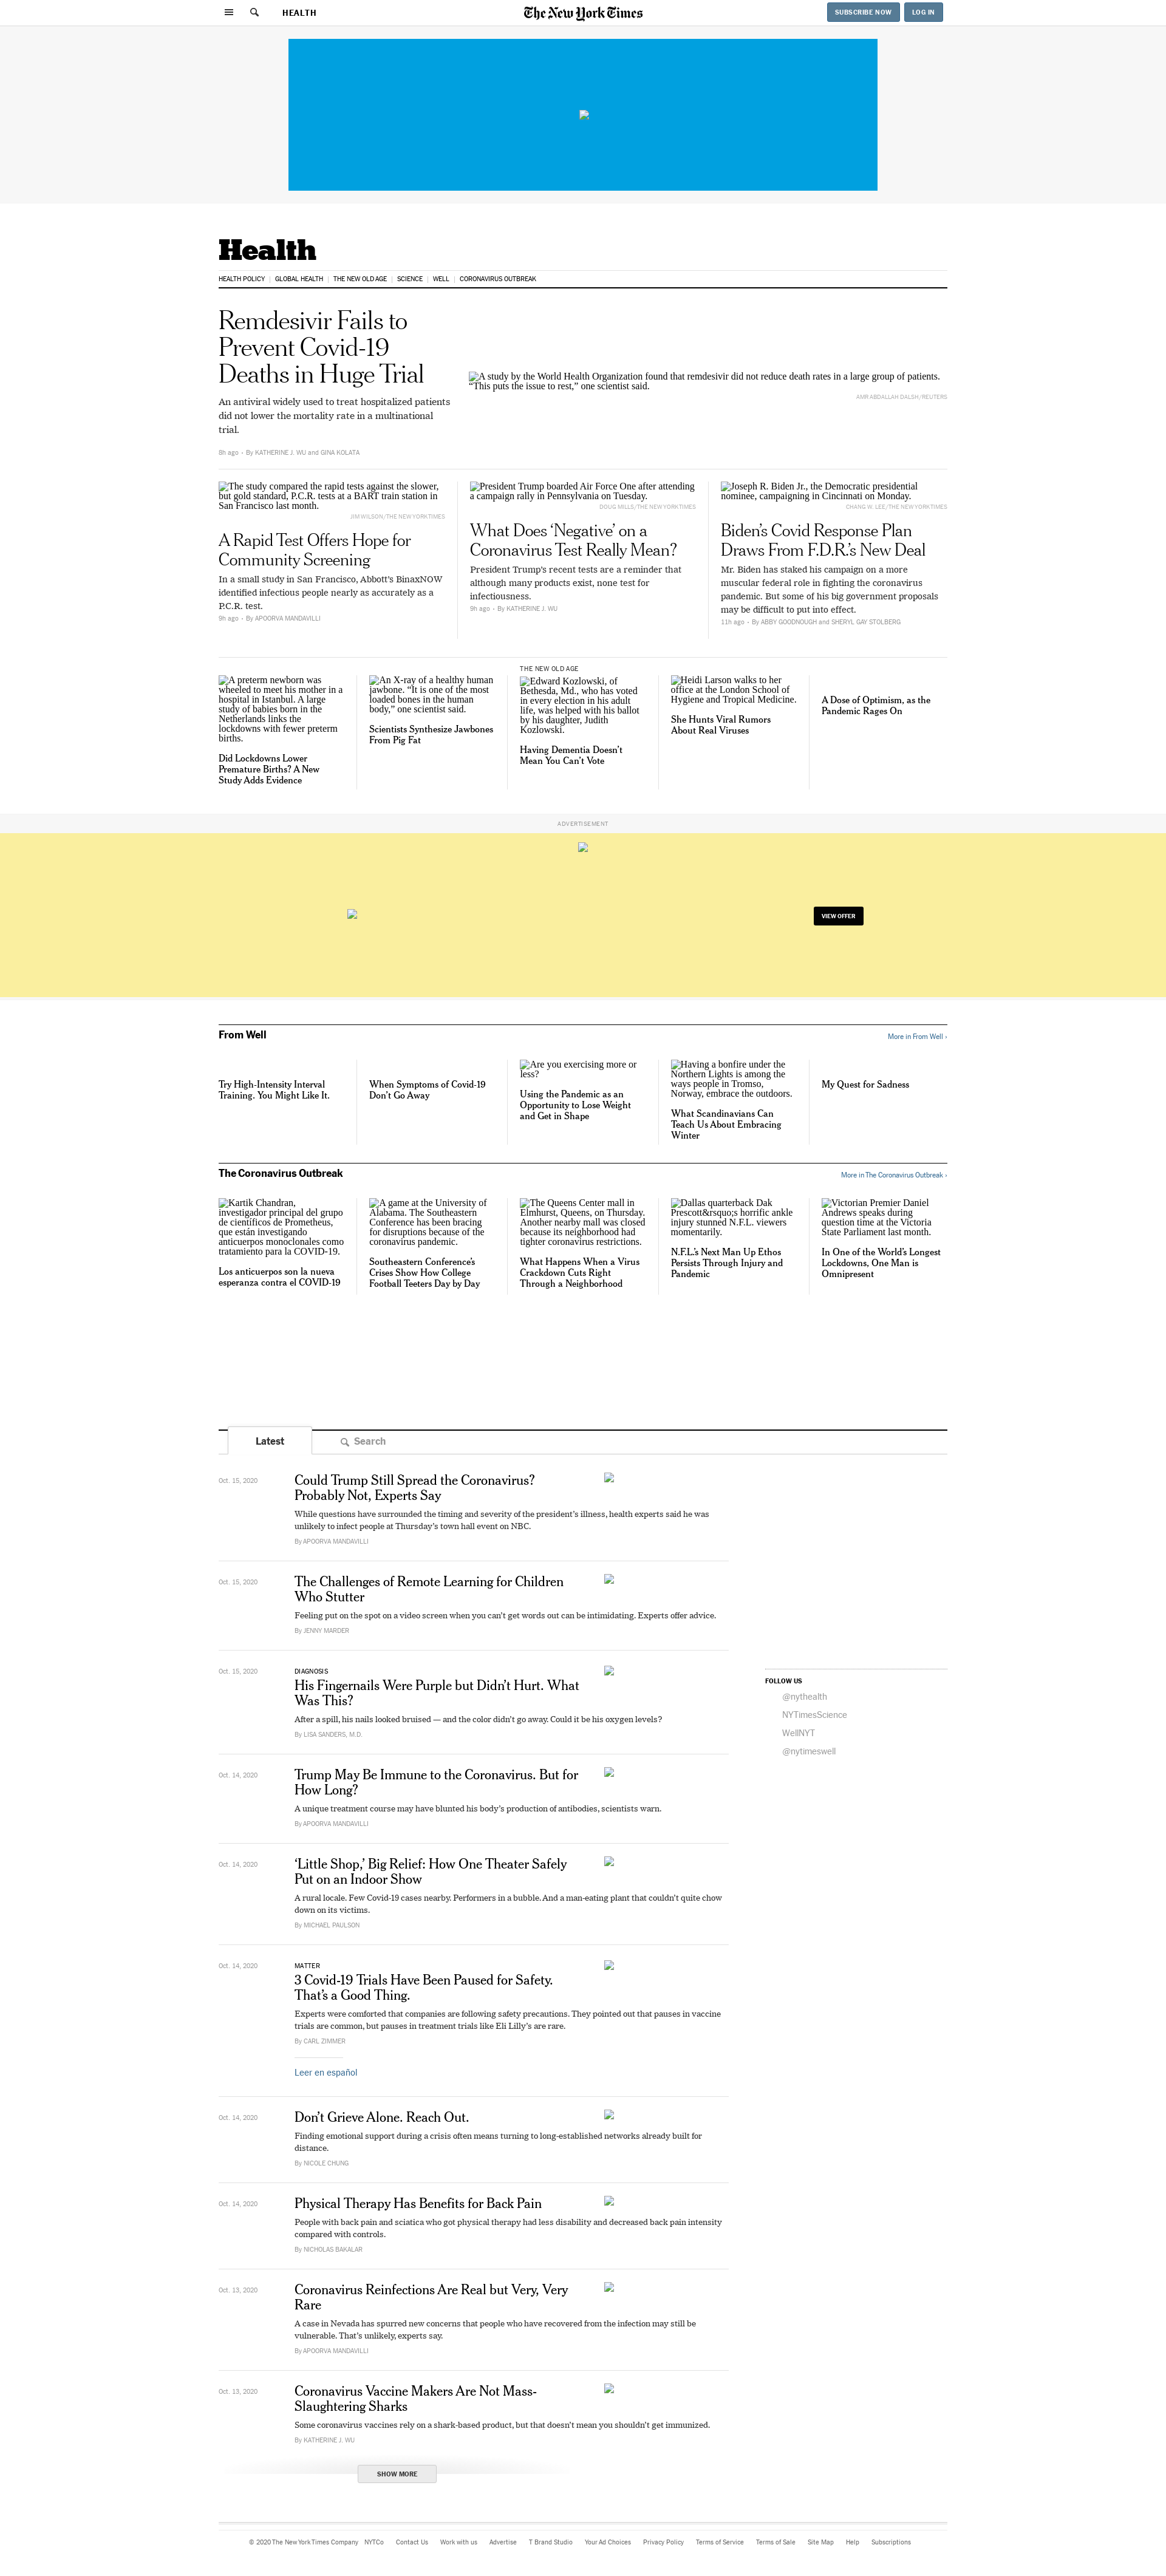 HEALTH
The New York Times
SUBSCRIBE NOW
LOG IN
Health
HEALTH POLICY | GLOBAL HEALTH | THE NEW OLD AGE | SCIENCE | WELL | CORONAVIRUS OUTBREAK
Remdesivir Fails to
Prevent Covid-19
Deaths in Huge Trial
An antiviral widely used to treat hospitalized patients
did not lower the mortality rate in a multinational
trial.
8h ago • By KATHERINE J. WU and GINA KOLATA
A study by the World Health Organization found that remdesivir did not reduce death rates in a large group of patients.
“This puts the issue to rest,” one scientist said.
AMR ABDALLAH DALSH/REUTERS
The study compared the rapid tests against the slower,
but gold standard, P.C.R. tests at a BART train station in
San Francisco last month.
JIM WILSON/THE NEW YORK TIMES
A Rapid Test Offers Hope for
Community Screening
In a small study in San Francisco, Abbott’s BinaxNOW
identified infectious people nearly as accurately as a
P.C.R. test.
9h ago • By APOORVA MANDAVILLI
President Trump boarded Air Force One after attending
a campaign rally in Pennsylvania on Tuesday.
DOUG MILLS/THE NEW YORK TIMES
What Does ‘Negative’ on a
Coronavirus Test Really Mean?
President Trump’s recent tests are a reminder that
although many products exist, none test for
infectiousness.
9h ago • By KATHERINE J. WU
Joseph R. Biden Jr., the Democratic presidential
nominee, campaigning in Cincinnati on Monday.
CHANG W. LEE/THE NEW YORK TIMES
Biden’s Covid Response Plan
Draws From F.D.R.’s New Deal
Mr. Biden has staked his campaign on a more
muscular federal role in fighting the coronavirus
pandemic. But some of his big government proposals
may be difficult to put into effect.
11h ago • By ABBY GOODNOUGH and SHERYL GAY STOLBERG
A preterm newborn was
wheeled to meet his mother in a
hospital in Istanbul. A large
study of babies born in the
Netherlands links the
lockdowns with fewer preterm
births.
Did Lockdowns Lower
Premature Births? A New
Study Adds Evidence
An X-ray of a healthy human
jawbone. “It is one of the most
loaded bones in the human
body,” one scientist said.
Scientists Synthesize Jawbones
From Pig Fat
THE NEW OLD AGE
Edward Kozlowski, of
Bethesda, Md., who has voted
in every election in his adult
life, was helped with his ballot
by his daughter, Judith
Kozlowski.
Having Dementia Doesn’t
Mean You Can’t Vote
Heidi Larson walks to her
office at the London School of
Hygiene and Tropical Medicine.
She Hunts Viral Rumors
About Real Viruses
A Dose of Optimism, as the
Pandemic Rages On
ADVERTISEMENT
VIEW OFFER
From Well
More in From Well ›
Try High-Intensity Interval
Training. You Might Like It.
When Symptoms of Covid-19
Don’t Go Away
Are you exercising more or
less?
Using the Pandemic as an
Opportunity to Lose Weight
and Get in Shape
Having a bonfire under the
Northern Lights is among the
ways people in Tromso,
Norway, embrace the outdoors.
What Scandinavians Can
Teach Us About Embracing
Winter
My Quest for Sadness
The Coronavirus Outbreak
More in The Coronavirus Outbreak ›
Kartik Chandran,
investigador principal del grupo
de científicos de Prometheus,
que están investigando
anticuerpos monoclonales como
tratamiento para la COVID-19.
Los anticuerpos son la nueva
esperanza contra el COVID-19
A game at the University of
Alabama. The Southeastern
Conference has been bracing
for disruptions because of the
coronavirus pandemic.
Southeastern Conference’s
Crises Show How College
Football Teeters Day by Day
The Queens Center mall in
Elmhurst, Queens, on Thursday.
Another nearby mall was closed
because its neighborhood had
tighter coronavirus restrictions.
What Happens When a Virus
Crackdown Cuts Right
Through a Neighborhood
Dallas quarterback Dak
Prescott&rsquo;s horrific ankle
injury stunned N.F.L. viewers
momentarily.
N.F.L.’s Next Man Up Ethos
Persists Through Injury and
Pandemic
Victorian Premier Daniel
Andrews speaks during
question time at the Victoria
State Parliament last month.
In One of the World’s Longest
Lockdowns, One Man is
Omnipresent
Latest
Search
Oct. 15, 2020
Could Trump Still Spread the Coronavirus?
Probably Not, Experts Say
While questions have surrounded the timing and severity of the president’s illness, health experts said he was
unlikely to infect people at Thursday’s town hall event on NBC.
By APOORVA MANDAVILLI
Oct. 15, 2020
The Challenges of Remote Learning for Children
Who Stutter
Feeling put on the spot on a video screen when you can’t get words out can be intimidating. Experts offer advice.
By JENNY MARDER
Oct. 15, 2020
DIAGNOSIS
His Fingernails Were Purple but Didn’t Hurt. What
Was This?
After a spill, his nails looked bruised — and the color didn’t go away. Could it be his oxygen levels?
By LISA SANDERS, M.D.
FOLLOW US
@nythealth
NYTimesScience
WellNYT
@nytimeswell
Oct. 14, 2020
Trump May Be Immune to the Coronavirus. But for
How Long?
A unique treatment course may have blunted his body’s production of antibodies, scientists warn.
By APOORVA MANDAVILLI
Oct. 14, 2020
‘Little Shop,’ Big Relief: How One Theater Safely
Put on an Indoor Show
A rural locale. Few Covid-19 cases nearby. Performers in a bubble. And a man-eating plant that couldn’t quite chow
down on its victims.
By MICHAEL PAULSON
Oct. 14, 2020
MATTER
3 Covid-19 Trials Have Been Paused for Safety.
That’s a Good Thing.
Experts were comforted that companies are following safety precautions. They pointed out that pauses in vaccine
trials are common, but pauses in treatment trials like Eli Lilly’s are rare.
By CARL ZIMMER
Leer en español
Oct. 14, 2020
Don’t Grieve Alone. Reach Out.
Finding emotional support during a crisis often means turning to long-established networks already built for
distance.
By NICOLE CHUNG
Oct. 14, 2020
Physical Therapy Has Benefits for Back Pain
People with back pain and sciatica who got physical therapy had less disability and decreased back pain intensity
compared with controls.
By NICHOLAS BAKALAR
Oct. 13, 2020
Coronavirus Reinfections Are Real but Very, Very
Rare
A case in Nevada has spurred new concerns that people who have recovered from the infection may still be
vulnerable. That’s unlikely, experts say.
By APOORVA MANDAVILLI
Oct. 13, 2020
Coronavirus Vaccine Makers Are Not Mass-
Slaughtering Sharks
Some coronavirus vaccines rely on a shark-based product, but that doesn’t mean you shouldn’t get immunized.
By KATHERINE J. WU
SHOW MORE
© 2020 The New York Times Company NYTCo Contact Us Work with us Advertise T Brand Studio Your Ad Choices Privacy Policy Terms of Service Terms of Sale Site Map Help Subscriptions